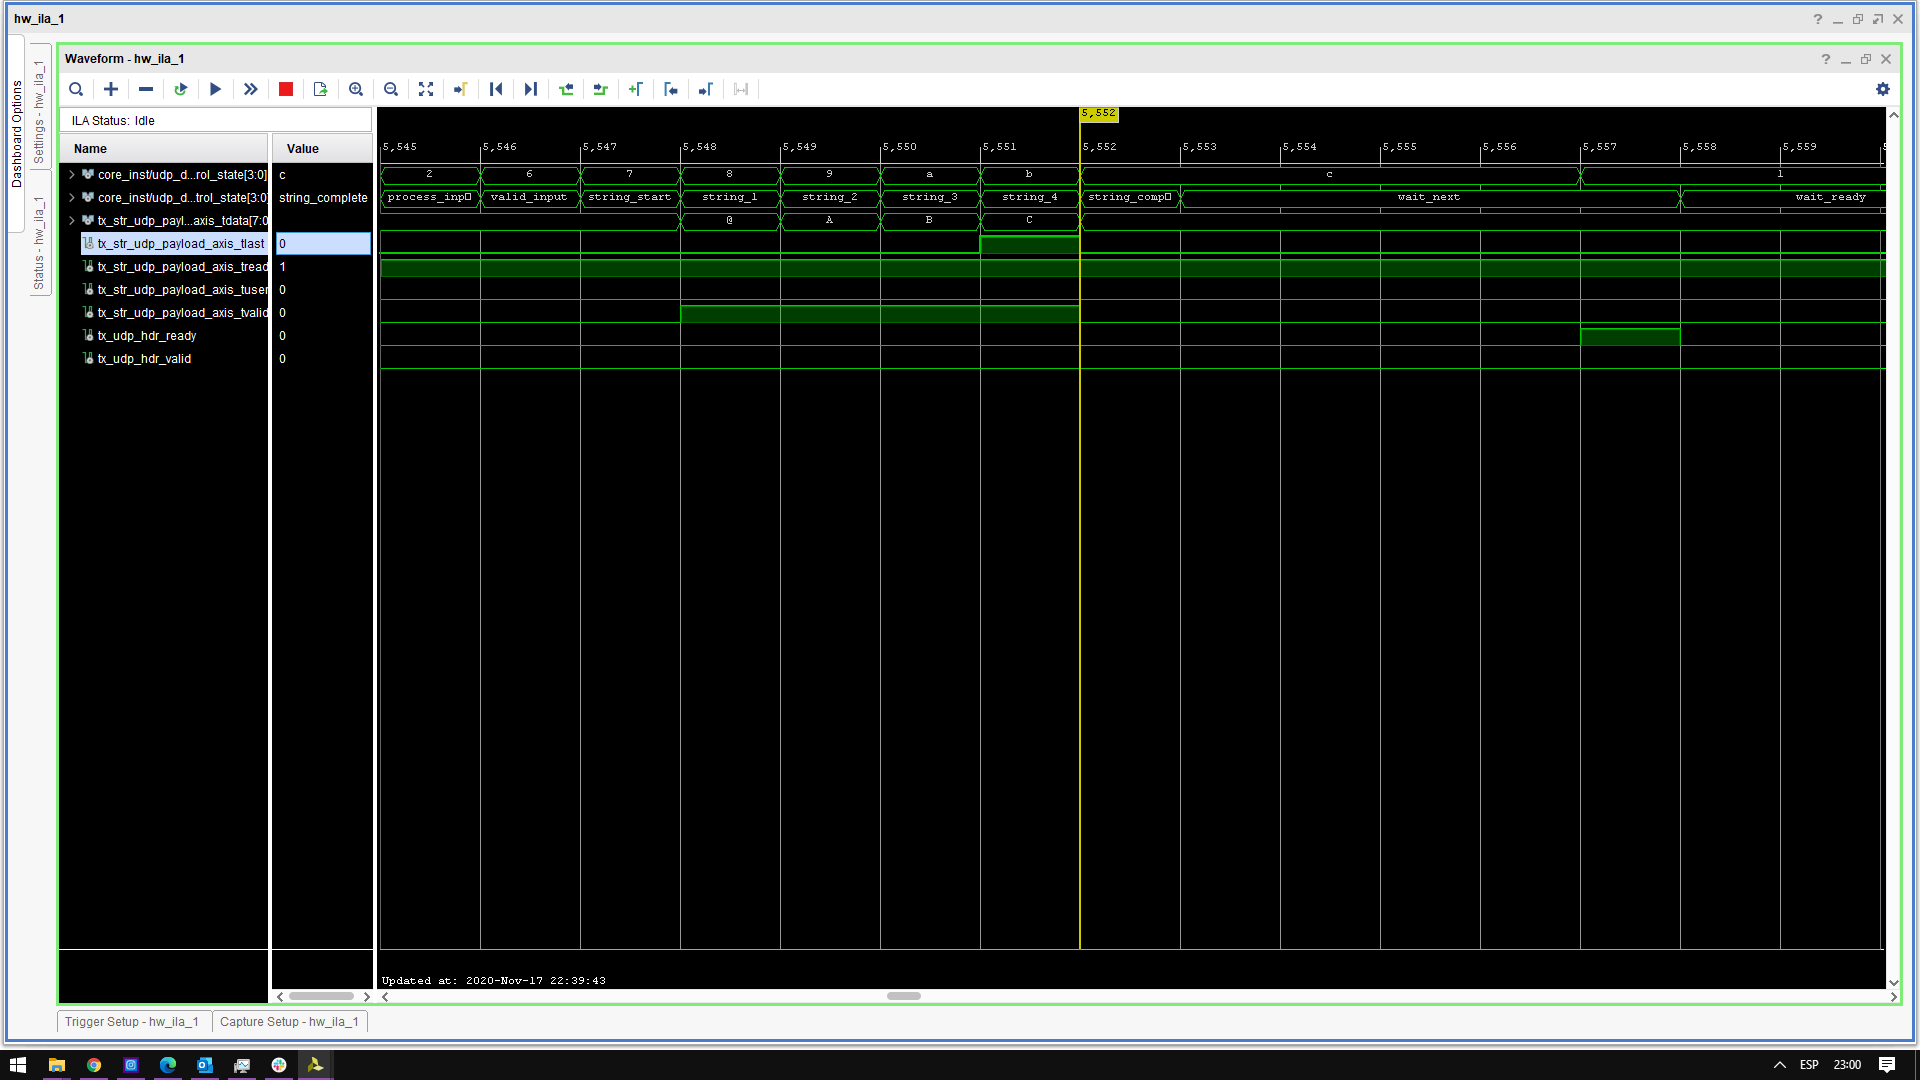 hw_ila_1
Dashboard Options
Settings - hw_ila_1
Status - hw_ila_1
Waveform - hw_ila_1
ILA Status: Idle
Name Value
5,552
5,545 5,546 5,547 5,548 5,549 5,550 5,551 5,552 5,553 5,554 5,555 5,556 5,557 5,558 5,559
core_inst/udp_d...rol_state[3:0] c 2 6 7 8 9 a b c 1
core_inst/udp_d...trol_state[3:0 string_complete process_inp valid_input string_start string_1 string_2 string_3 string_4 string_comp wait_next wait_ready
tx_str_udp_payl...axis_tdata[7:0 @ A B C
tx_str_udp_payload_axis_tlast 0
tx_str_udp_payload_axis_tread 1
tx_str_udp_payload_axis_tuser 0
tx_str_udp_payload_axis_tvalid 0
tx_udp_hdr_ready 0
tx_udp_hdr_valid 0
Updated at: 2020-Nov-17 22:39:43
Trigger Setup - hw_ila_1 Capture Setup - hw_ila_1
ESP 23:00